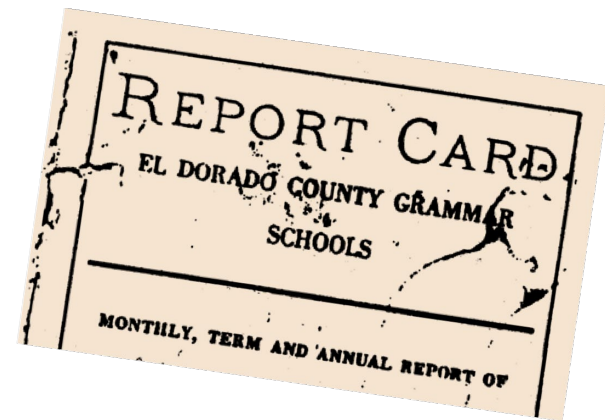 REPORT CARD
EL DORADO COUNTY GRAMMAR
SCHOOLS
MONTHLY, TERM AND ANNUAL REPORT OF